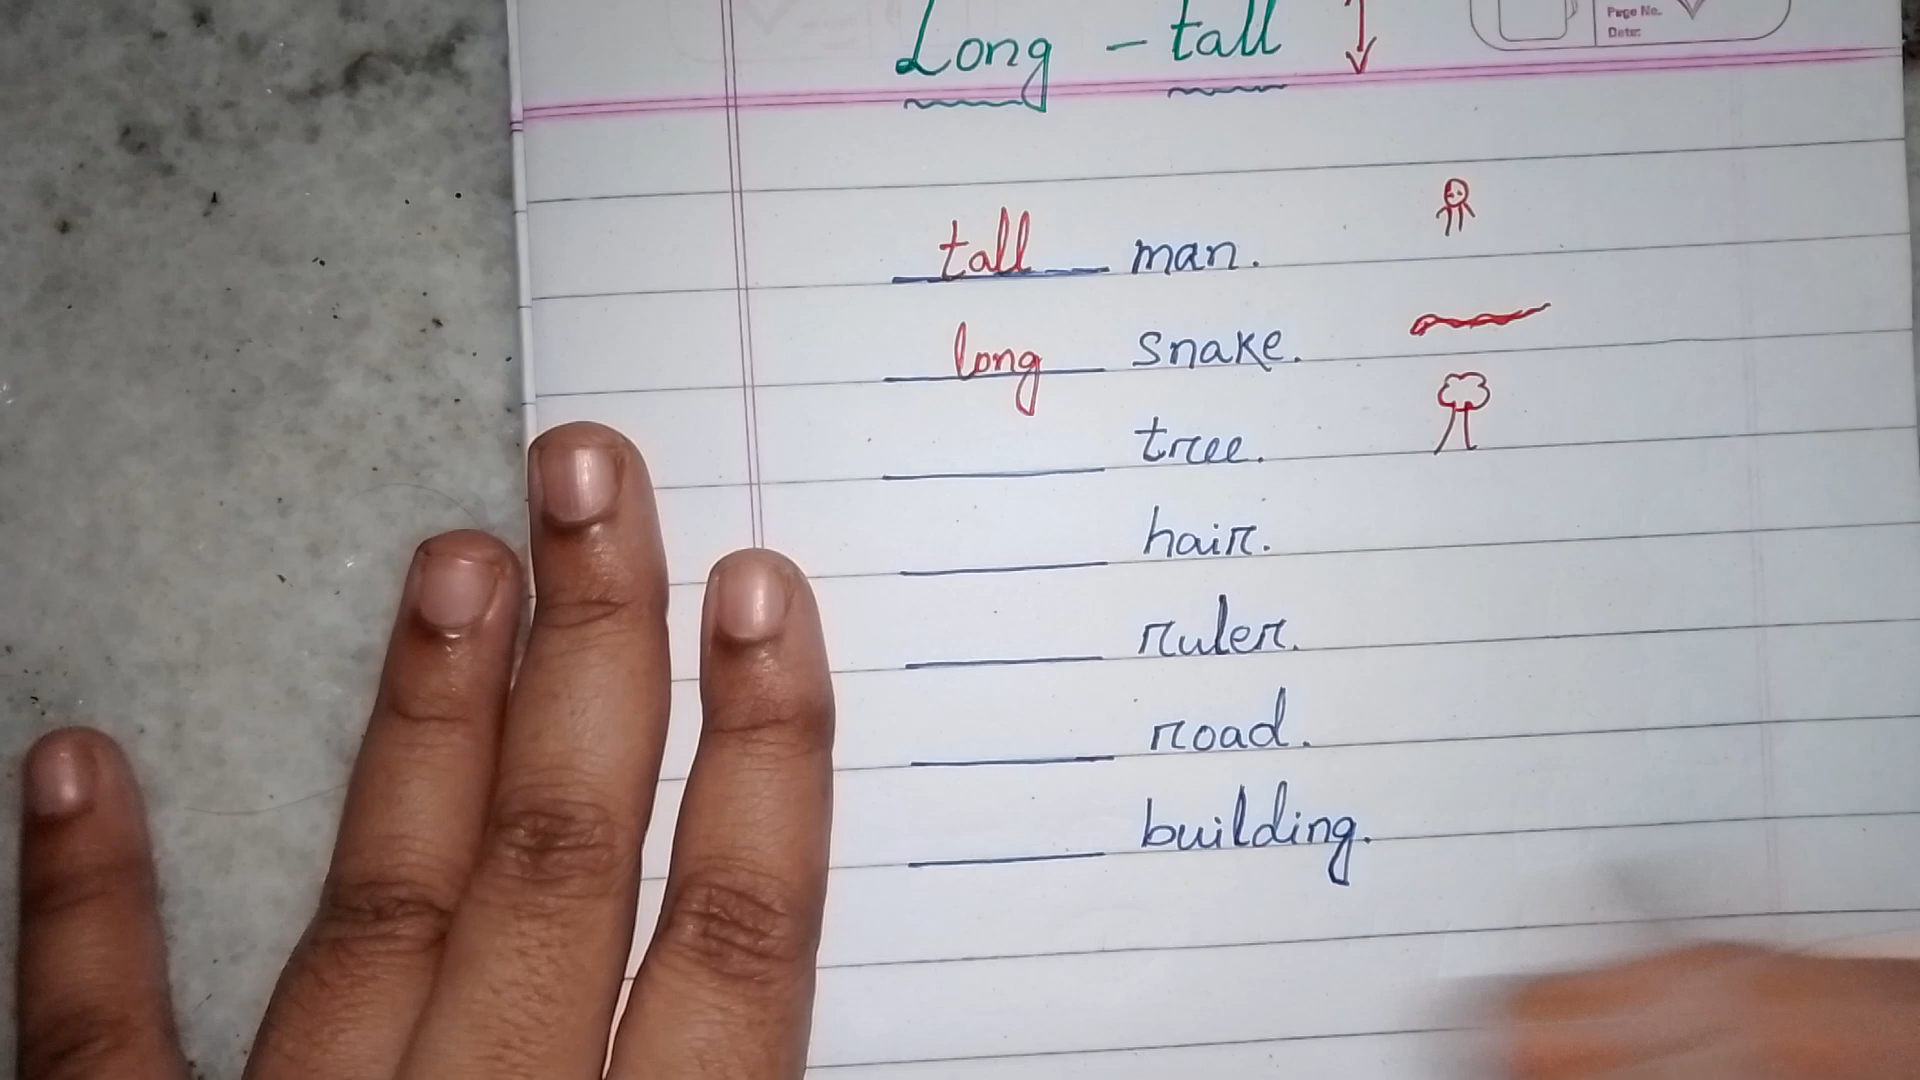 Page No.
Date:
Long - tall
tall man.
long snake.
tree.
hair.
ruler.
road.
building.